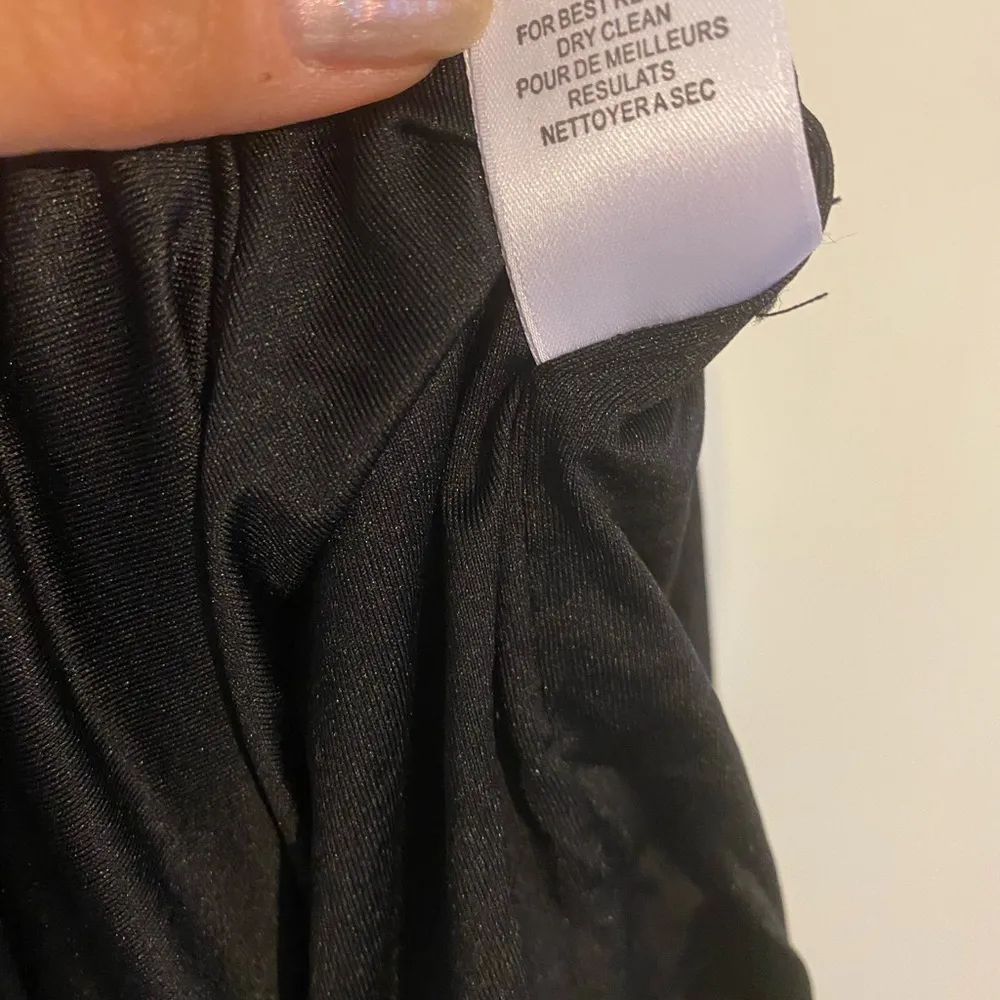 FOR BEST
DRY CLEAN
POUR DE MEILLEURS
RESULATS
NETTOYER A SEC